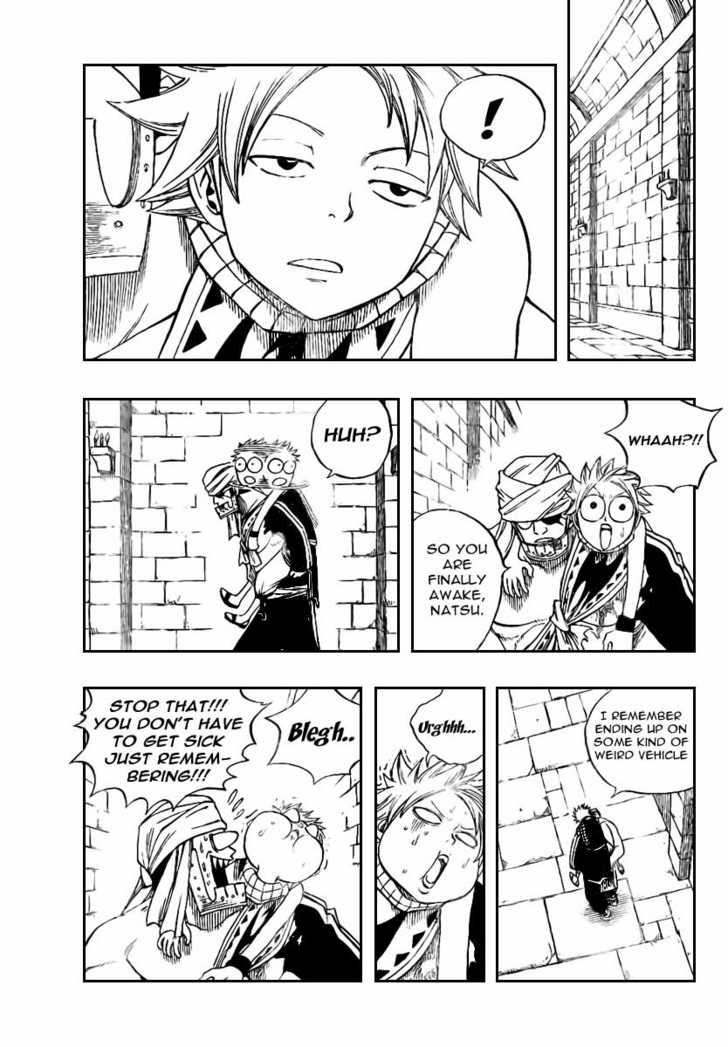 !
WHAAH?!!
SO YOU
ARE
FINALLY
AWAKE,
NATSU.
HUH?
I REMEMBER
ENDING UP ON
SOME KIND OF
WEIRD VEHICLE
Urghhh...
Blegh..
STOP THAT!!!
YOU DON'T HAVE
TO GET SICK
JUST REMEM-
BERING!!!